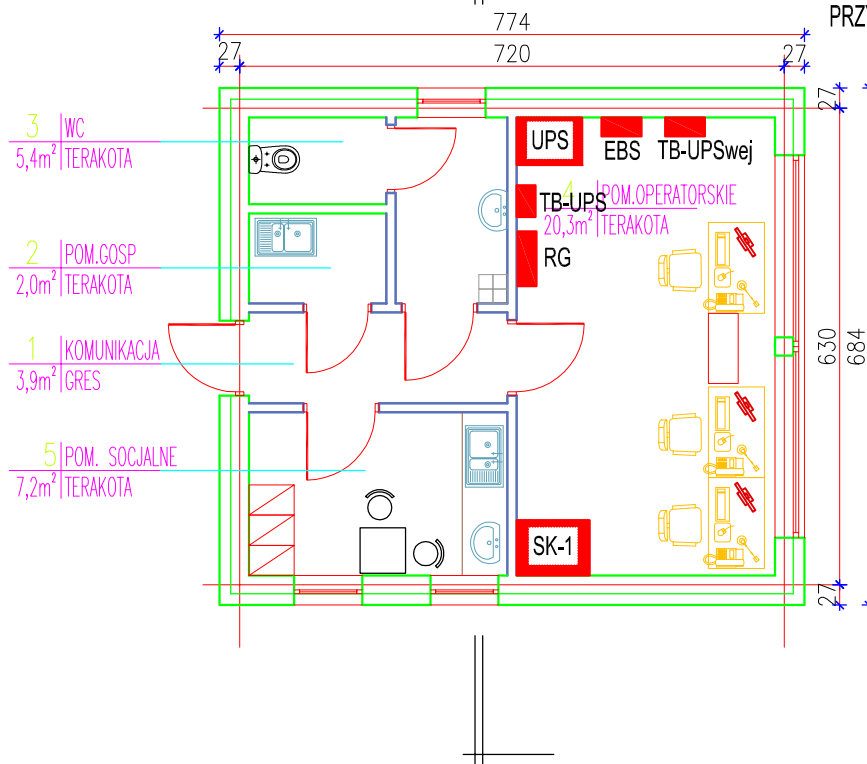 PRZY
774
27
720
27
3 WC
5,4m² TERAKOTA
2 POM.GOSP
2,0m² TERAKOTA
1 KOMUNIKACJA
3,9m² GRES
5 POM. SOCJALNE
7,2m² TERAKOTA
UPS
EBS
TB-UPSwej
TB-UPS
4 POM.OPERATORSKIE
20,3m² TERAKOTA
RG
SK-1
27
630
684
27